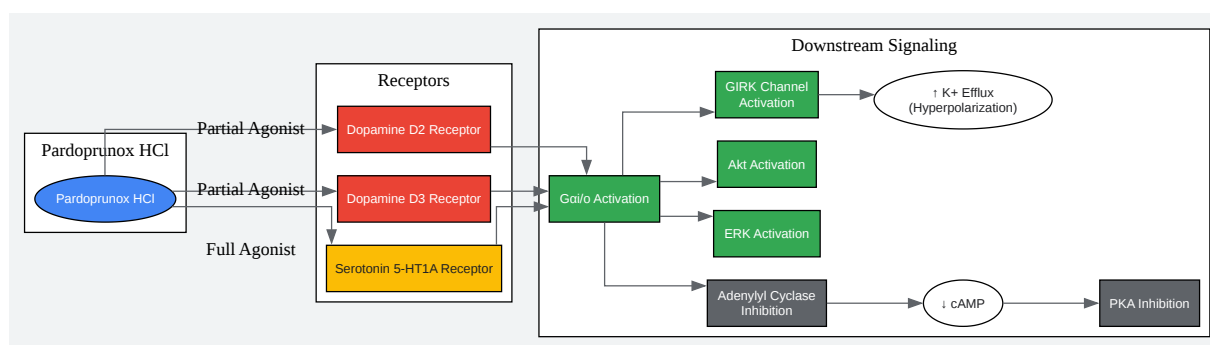 Downstream Signaling
Receptors
GIRK Channel
Activation
↑ K+ Efflux
(Hyperpolarization)
Partial Agonist
Dopamine D2 Receptor
Pardoprunox HCl
Akt Activation
Pardoprunox HCl
Partial Agonist
Dopamine D3 Receptor
Gαi/o Activation
ERK Activation
Full Agonist
Serotonin 5-HT1A Receptor
Adenylyl Cyclase
Inhibition
↓ cAMP
PKA Inhibition